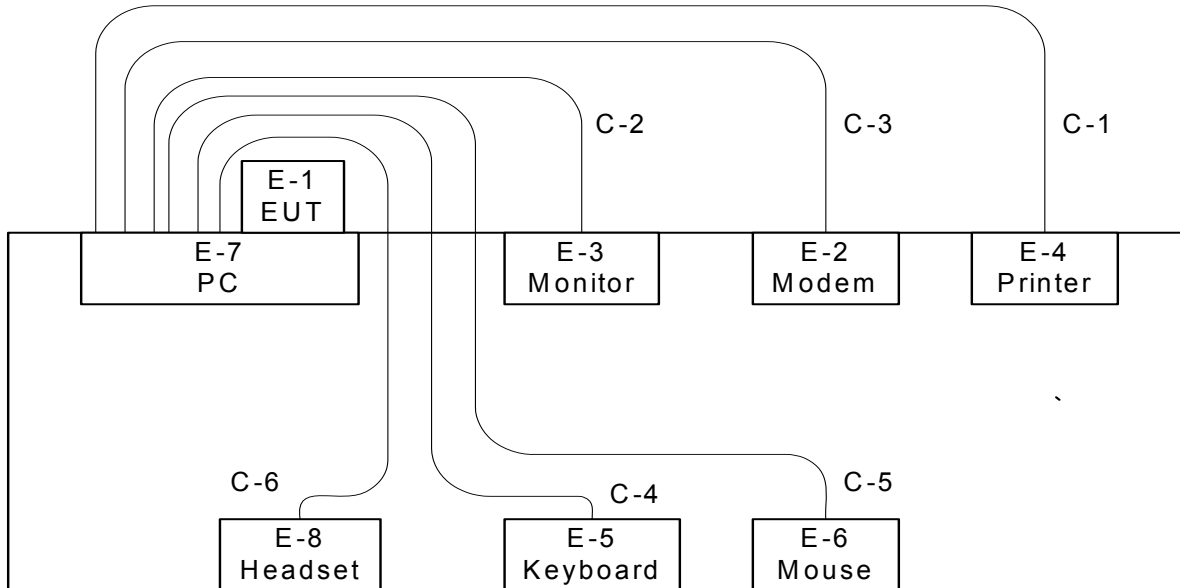 C-2
C-3
C-1
E-1
EUT
E-7
PC
E-3
Monitor
E-2
Modem
E-4
Printer
`
C-6
C-4
C-5
E-8
Headset
E-5
Keyboard
E-6
Mouse